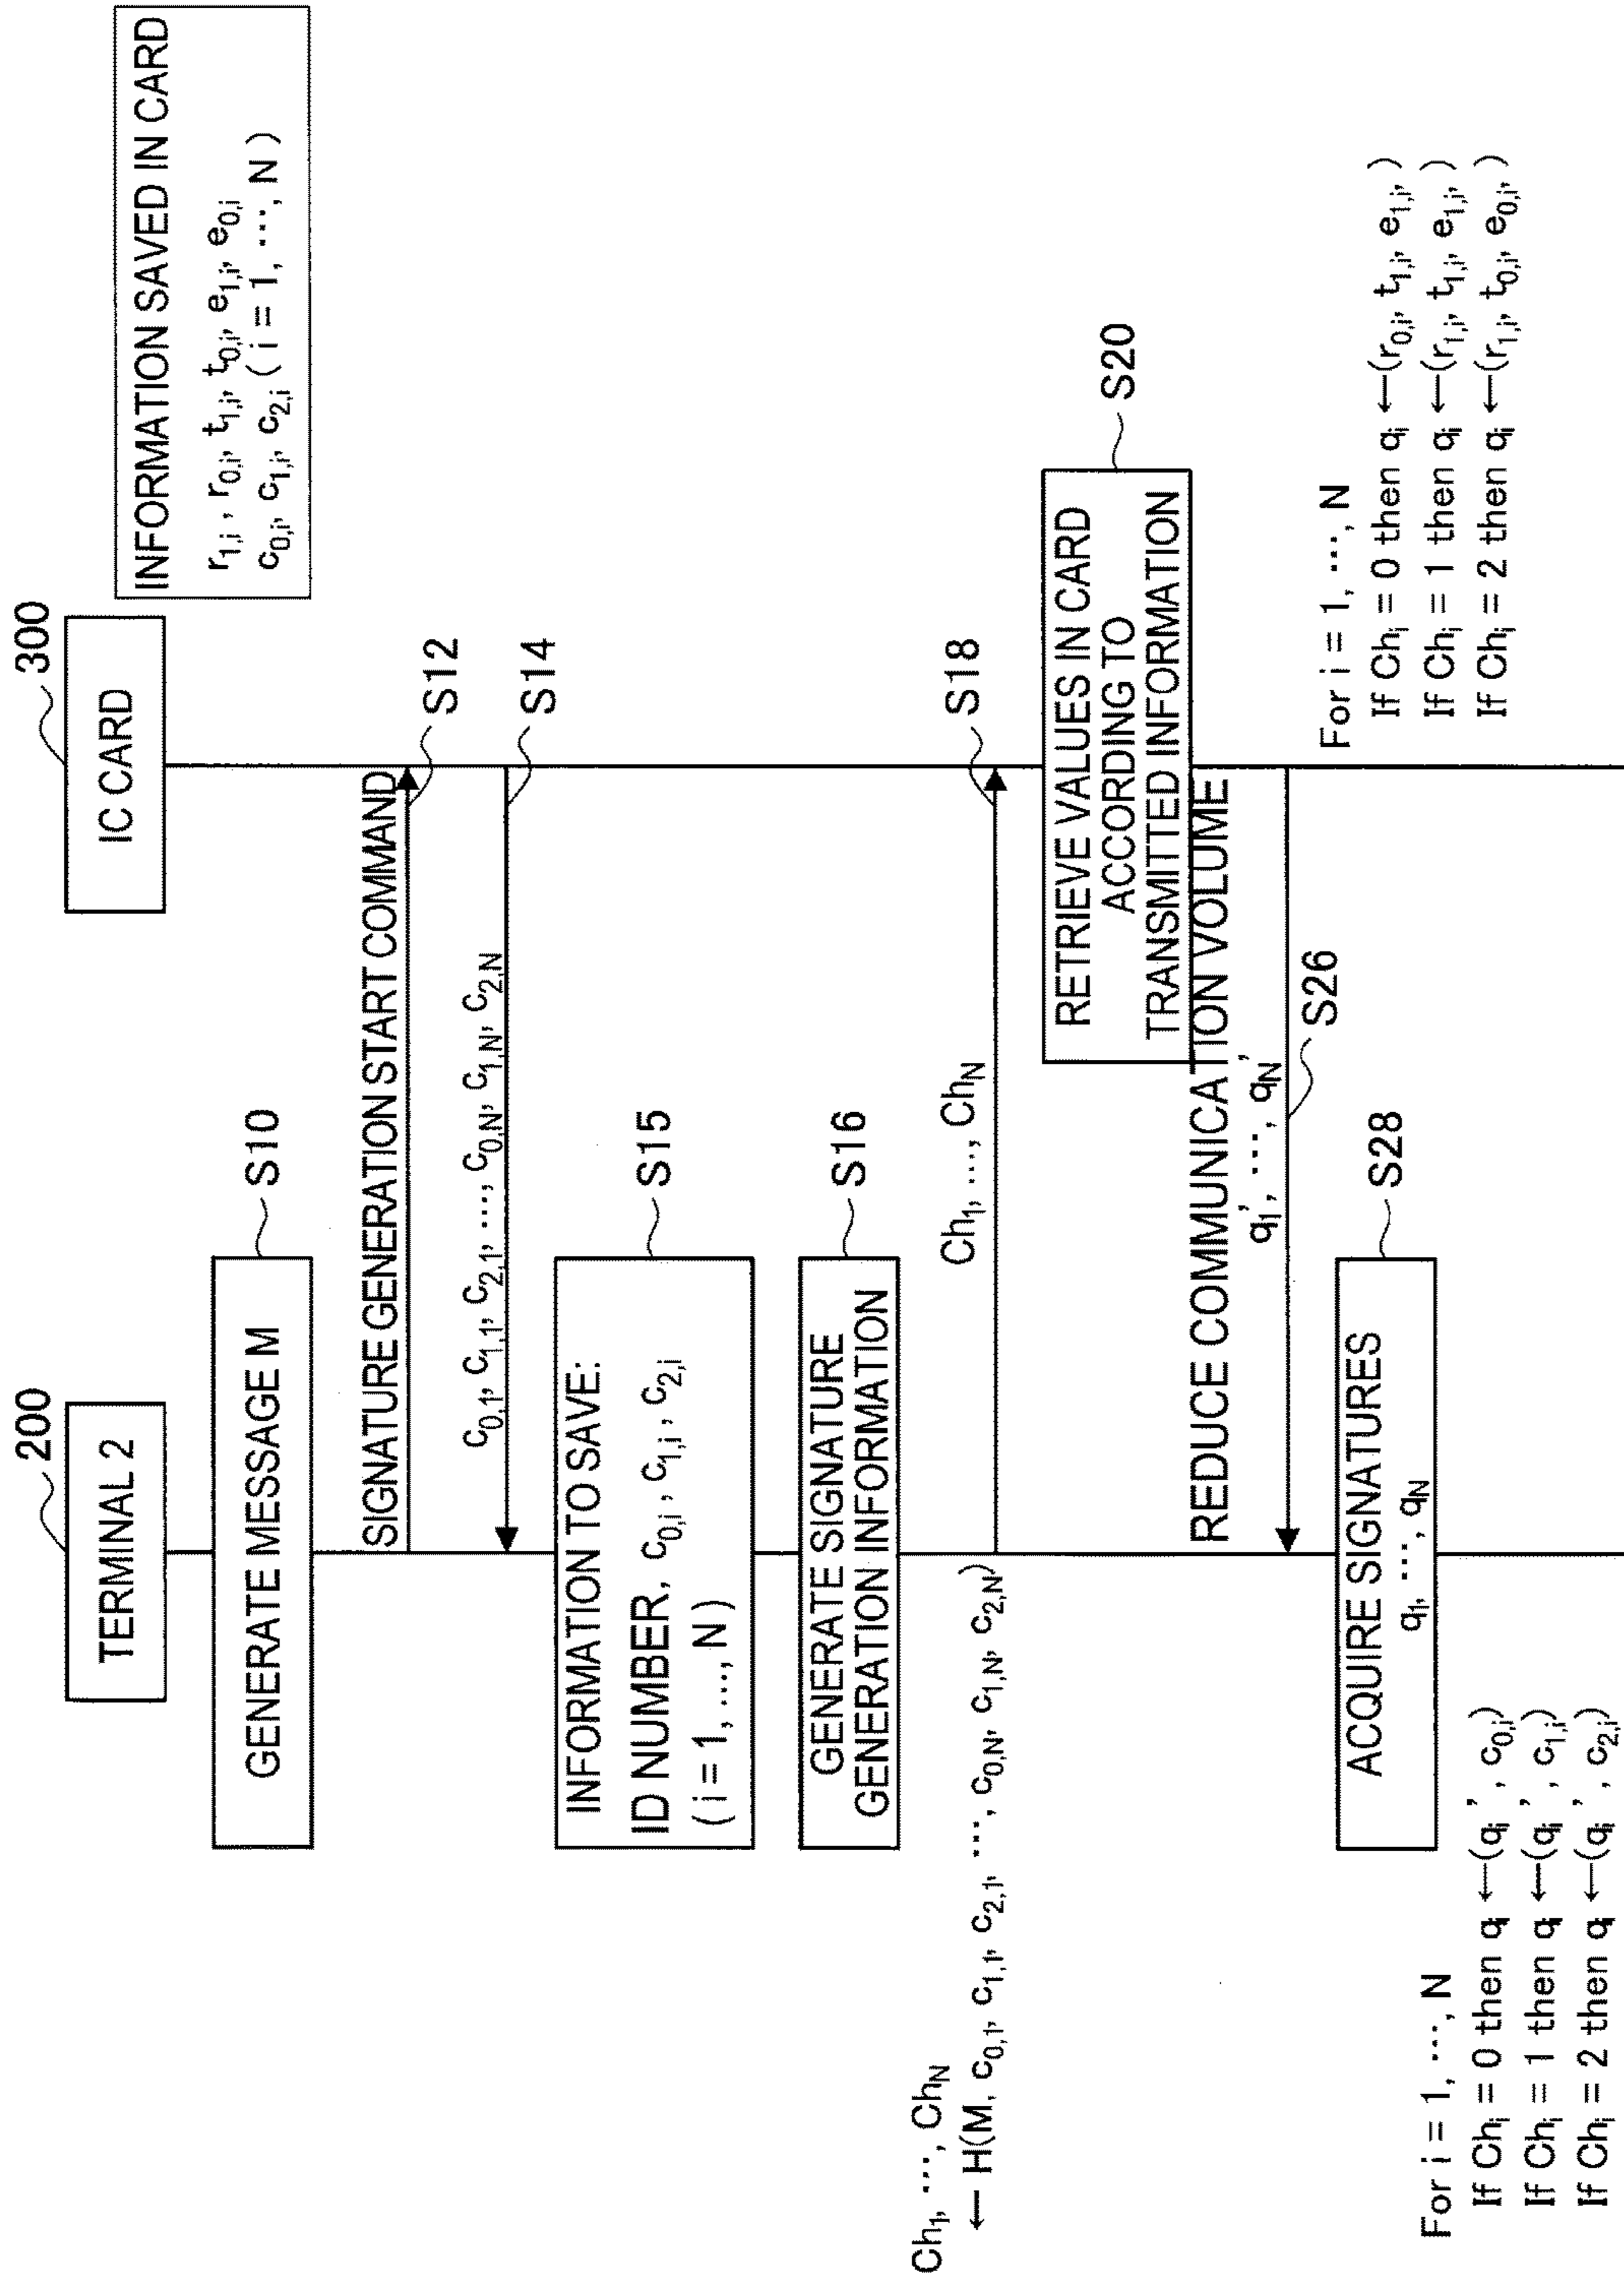 200
TERMINAL 2
300
IC CARD
INFORMATION SAVED IN CARD
r1,i , r0,i, t1,i, t0,i, e1,i, e0,i
c0,i, c1,i, c2,i ( i = 1, ⋯, N )
GENERATE MESSAGE M
S10
SIGNATURE GENERATION START COMMAND
S12
c0,1, c1,1, c2,1, ⋯, c0,N, c1,N, c2,N
S14
INFORMATION TO SAVE:
ID NUMBER, c0,i , c1,i , c2,i
( i = 1, ..., N )
S15
GENERATE SIGNATURE
GENERATION INFORMATION
S16
Ch1, ⋯, ChN
← H(M, c0,1, c1,1, c2,1, ⋯, c0,N, c1,N, c2,N)
Ch1, ..., ChN
S18
RETRIEVE VALUES IN CARD
ACCORDING TO
TRANSMITTED INFORMATION
S20
REDUCE COMMUNICATION VOLUME
q1', ⋯, qN'
S26
For i = 1, ⋯, N
If Chi = 0 then qi ←(r0,i, t1,i, e1,i, )
If Chi = 1 then qi ←(r1,i, t1,i, e1,i, )
If Chi = 2 then qi ←(r1,i, t0,i, e0,i, )
ACQUIRE SIGNATURES
q1, ⋯, qN
S28
For i = 1, ⋯, N
If Chi = 0 then qi ←(qi', c0,i)
If Chi = 1 then qi ←(qi', c1,i)
If Chi = 2 then qi ←(qi', c2,i)